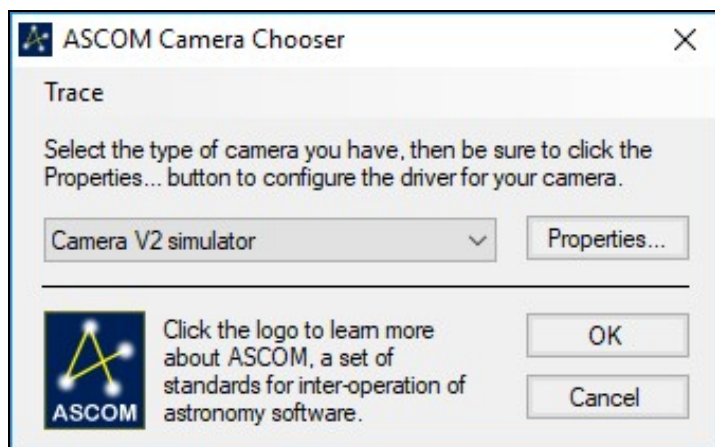 ASCOM Camera Chooser
Trace
Select the type of camera you have, then be sure to click the
Properties... button to configure the driver for your camera.
Camera V2 simulator
Properties...
Click the logo to learn more
about ASCOM, a set of
standards for inter-operation of
astronomy software.
ASCOM
OK
Cancel